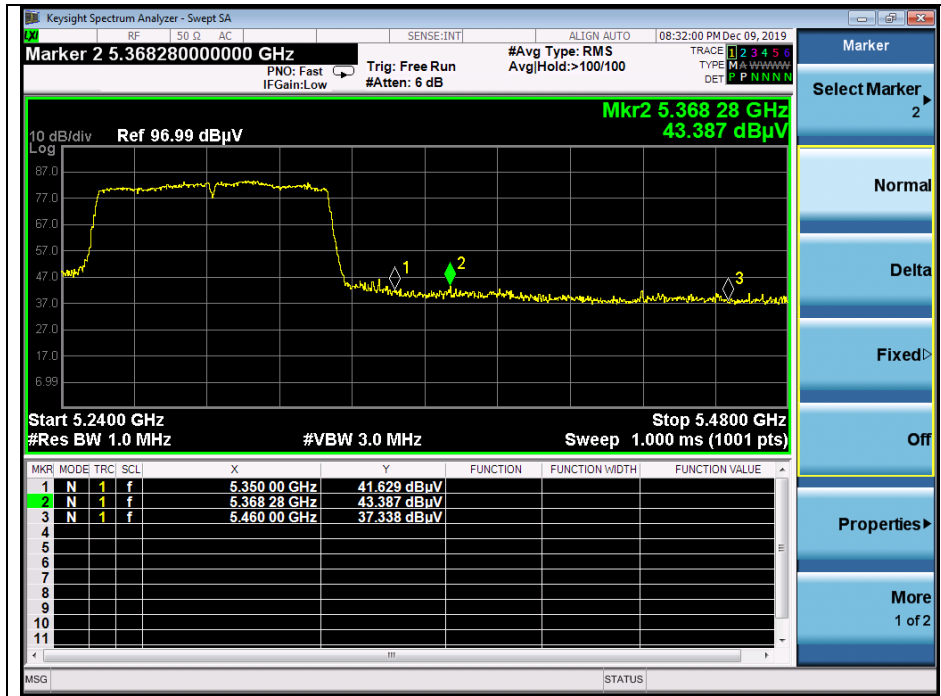 Keysight Spectrum Analyzer - Swept SA
LXI RF 50 Ω AC SENSE:INT ALIGN AUTO 08:32:00 PM Dec 09, 2019
Marker 2 5.368280000000 GHz
PNO: Fast
IFGain:Low
Trig: Free Run
#Atten: 6 dB
#Avg Type: RMS
Avg|Hold:>100/100
TRACE 1 2 3 4 5 6
TYPE M A W W W W
DET P P N N N N
Mkr2 5.368 28 GHz
43.387 dBµV
10 dB/div Ref 96.99 dBµV
Log
87.0
77.0
67.0
57.0
47.0
37.0
27.0
17.0
6.99
1
2
3
Start 5.2400 GHz Stop 5.4800 GHz
#Res BW 1.0 MHz #VBW 3.0 MHz Sweep 1.000 ms (1001 pts)
MKR MODE TRC SCL X Y FUNCTION FUNCTION WIDTH FUNCTION VALUE
1 N 1 f 5.350 00 GHz 41.629 dBµV
2 N 1 f 5.368 28 GHz 43.387 dBµV
3 N 1 f 5.460 00 GHz 37.338 dBµV
4
5
6
7
8
9
10
11
MSG STATUS
Marker
Select Marker
2
Normal
Delta
Fixed
Off
Properties
More
1 of 2